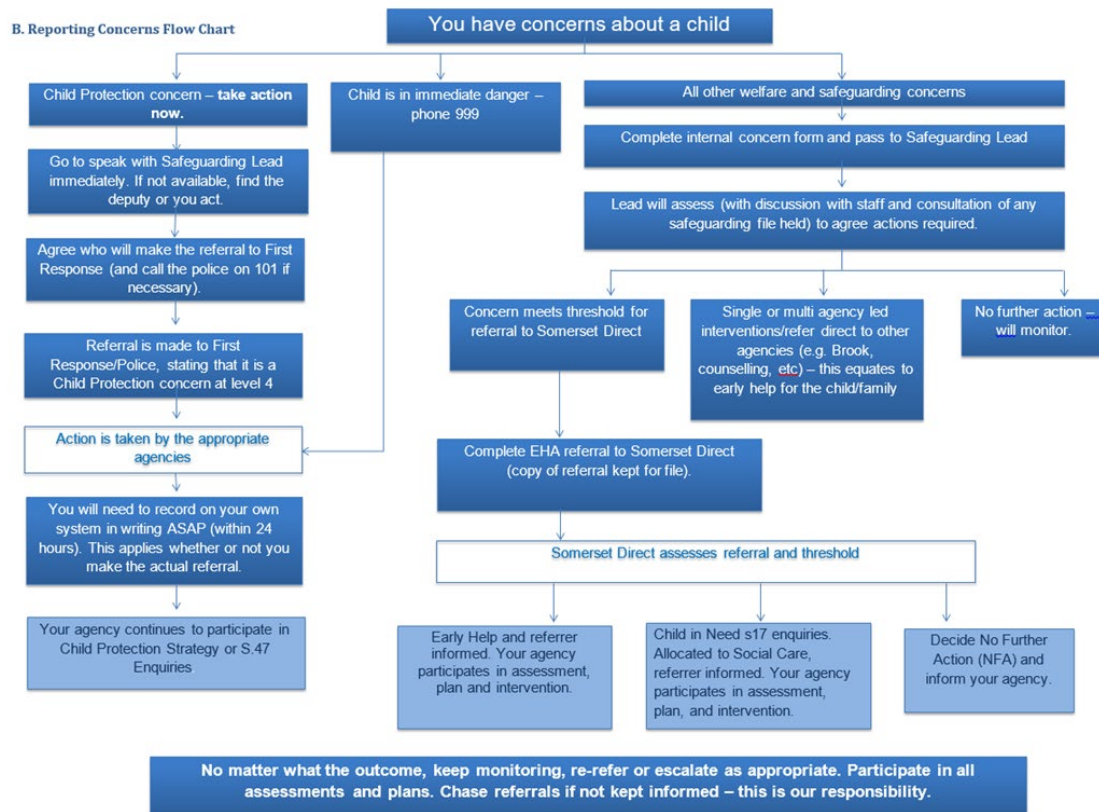 B. Reporting Concerns Flow Chart
You have concerns about a child
Child Protection concern – take action
now.
Go to speak with Safeguarding Lead
immediately. If not available, find the
deputy or you act.
Agree who will make the referral to First
Response (and call the police on 101 if
necessary).
Referral is made to First
Response/Police, stating that it is a
Child Protection concern at level 4
Action is taken by the appropriate
agencies
You will need to record on your own
system in writing ASAP (within 24
hours). This applies whether or not you
make the actual referral.
Your agency continues to participate in
Child Protection Strategy or S.47
Enquiries
Child is in immediate danger –
phone 999
All other welfare and safeguarding concerns
Complete internal concern form and pass to Safeguarding Lead
Lead will assess (with discussion with staff and consultation of any
safeguarding file held) to agree actions required.
Concern meets threshold for
referral to Somerset Direct
Single or multi agency led
interventions/refer direct to other
agencies (e.g. Brook,
counselling, etc) – this equates to
early help for the child/family
No further action –
will monitor.
Complete EHA referral to Somerset Direct
(copy of referral kept for file).
Somerset Direct assesses referral and threshold
Early Help and referrer
informed. Your agency
participates in assessment,
plan and intervention.
Child in Need s17 enquiries.
Allocated to Social Care,
referrer informed. Your agency
participates in assessment,
plan, and intervention.
Decide No Further
Action (NFA) and
inform your agency.
No matter what the outcome, keep monitoring, re-refer or escalate as appropriate. Participate in all
assessments and plans. Chase referrals if not kept informed – this is our responsibility.